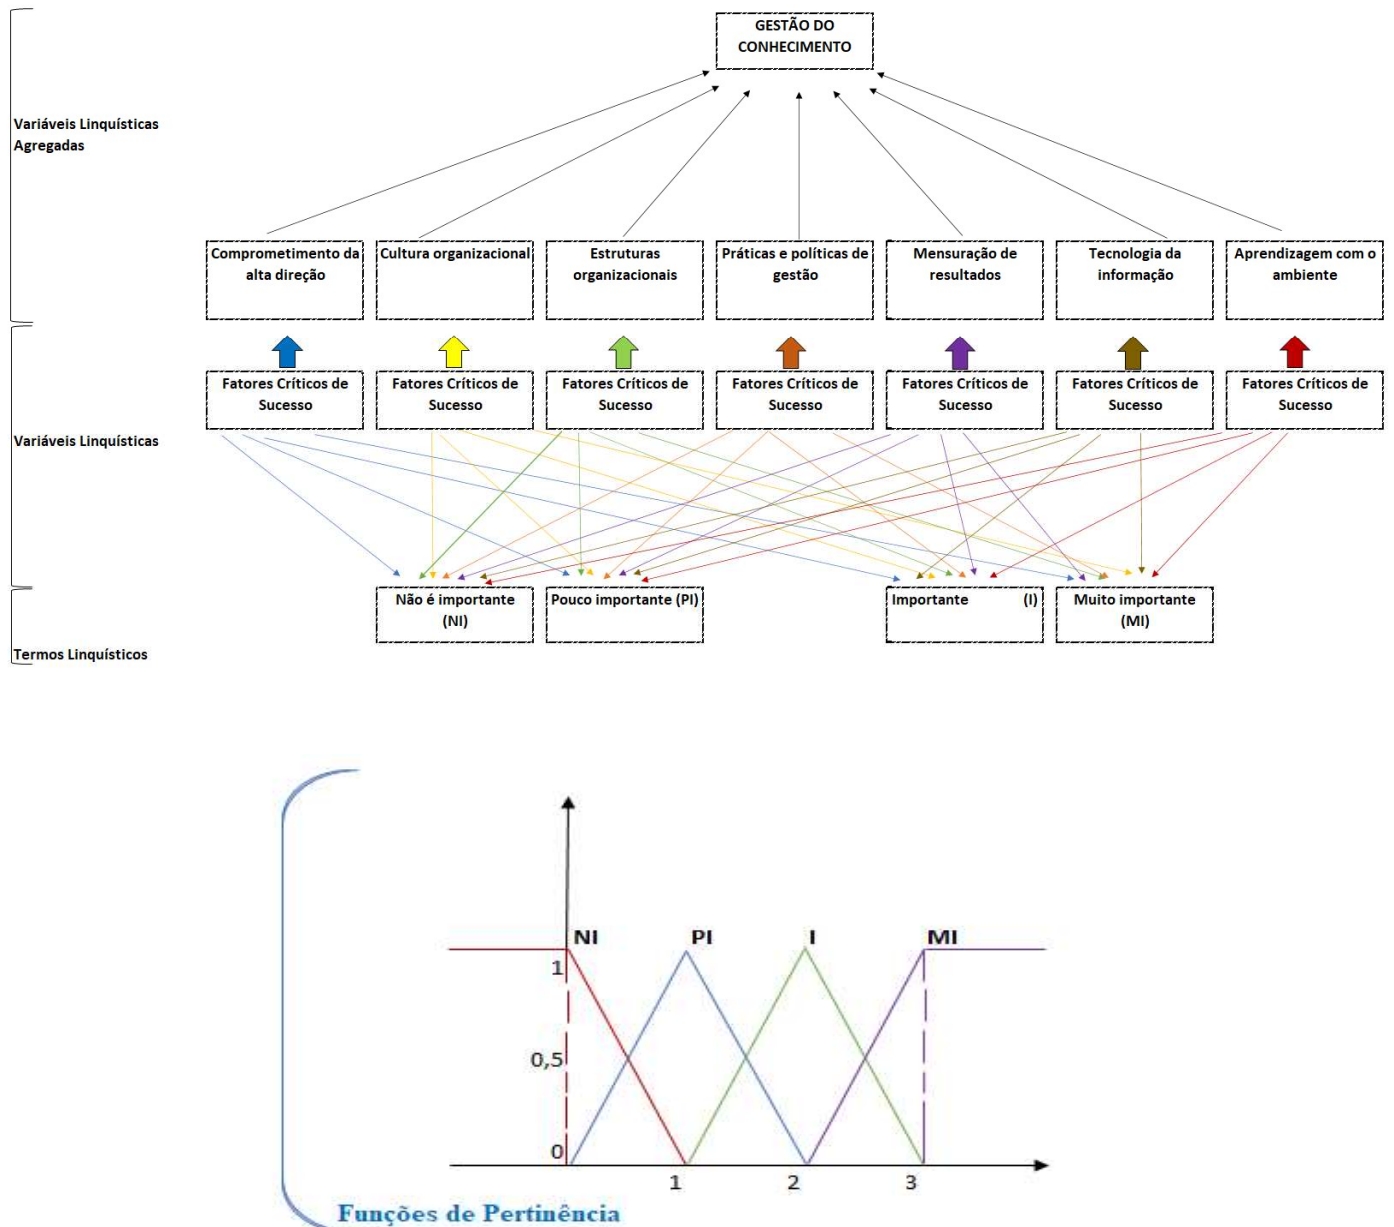 GESTÃO DO
CONHECIMENTO
Variáveis Linquísticas
Agregadas
Comprometimento da
alta direção
Cultura organizacional
Estruturas
organizacionais
Práticas e políticas de
gestão
Mensuração de
resultados
Tecnologia da
informação
Aprendizagem com o
ambiente
Fatores Críticos de
Sucesso
Fatores Críticos de
Sucesso
Fatores Críticos de
Sucesso
Fatores Críticos de
Sucesso
Fatores Críticos de
Sucesso
Fatores Críticos de
Sucesso
Fatores Críticos de
Sucesso
Variáveis Linquísticas
Não é importante
(NI)
Pouco importante (PI)
Importante (I)
Muito importante
(MI)
Termos Linquísticos
NI PI I MI
1
0,5
0
1 2 3
Funções de Pertinência